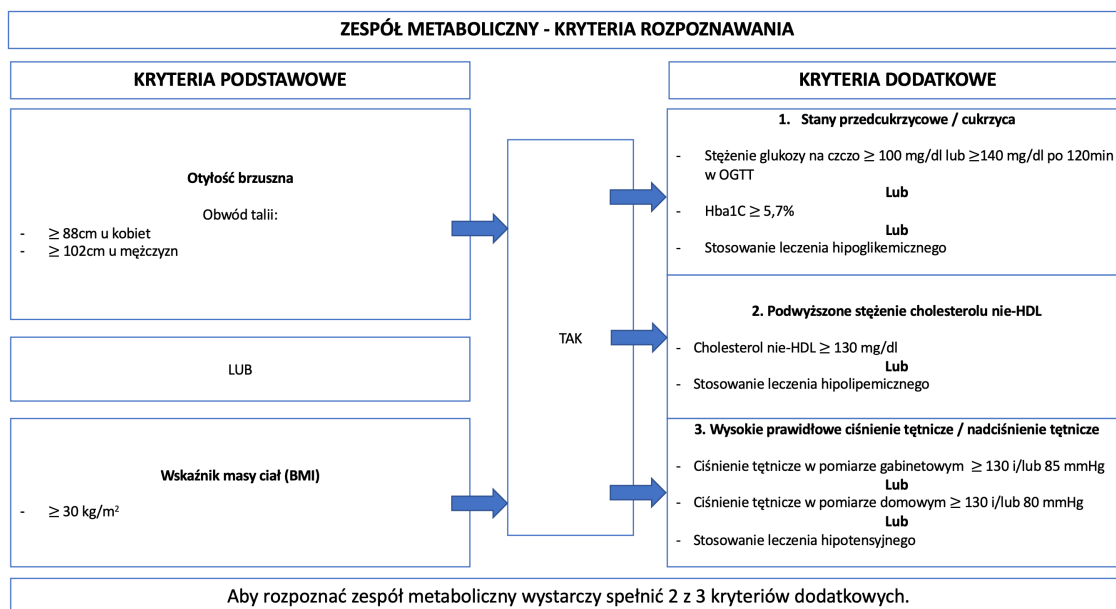 ZESPÓŁ METABOLICZNY - KRYTERIA ROZPOZNAWANIA
KRYTERIA PODSTAWOWE
Otyłość brzuszna
Obwód talii:
- ≥ 88cm u kobiet
- ≥ 102cm u mężczyzn
LUB
Wskaźnik masy ciał (BMI)
- ≥ 30 kg/m²
TAK
KRYTERIA DODATKOWE
1. Stany przedcukrzycowe / cukrzyca
- Stężenie glukozy na czczo ≥ 100 mg/dl lub ≥140 mg/dl po 120min
w OGTT
Lub
- Hba1C ≥ 5,7%
Lub
- Stosowanie leczenia hipoglikemicznego
2. Podwyższone stężenie cholesterolu nie-HDL
- Cholesterol nie-HDL ≥ 130 mg/dl
Lub
- Stosowanie leczenia hipolipemicznego
3. Wysokie prawidłowe ciśnienie tętnicze / nadciśnienie tętnicze
- Ciśnienie tętnicze w pomiarze gabinetowym ≥ 130 i/lub 85 mmHg
Lub
- Ciśnienie tętnicze w pomiarze domowym ≥ 130 i/lub 80 mmHg
Lub
- Stosowanie leczenia hipotensyjnego
Aby rozpoznać zespół metaboliczny wystarczy spełnić 2 z 3 kryteriów dodatkowych.